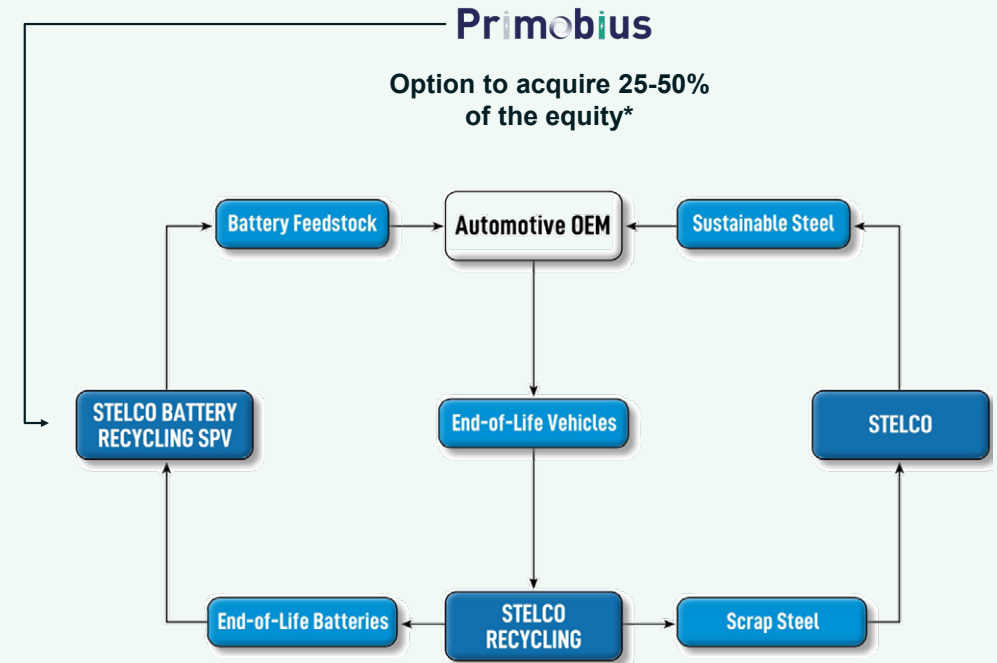 Primobius
Option to acquire 25-50%
of the equity*
Battery Feedstock
Automotive OEM
Sustainable Steel
STELCO BATTERY
RECYCLING SPV
End-of-Life Vehicles
STELCO
End-of-Life Batteries
STELCO
RECYCLING
Scrap Steel